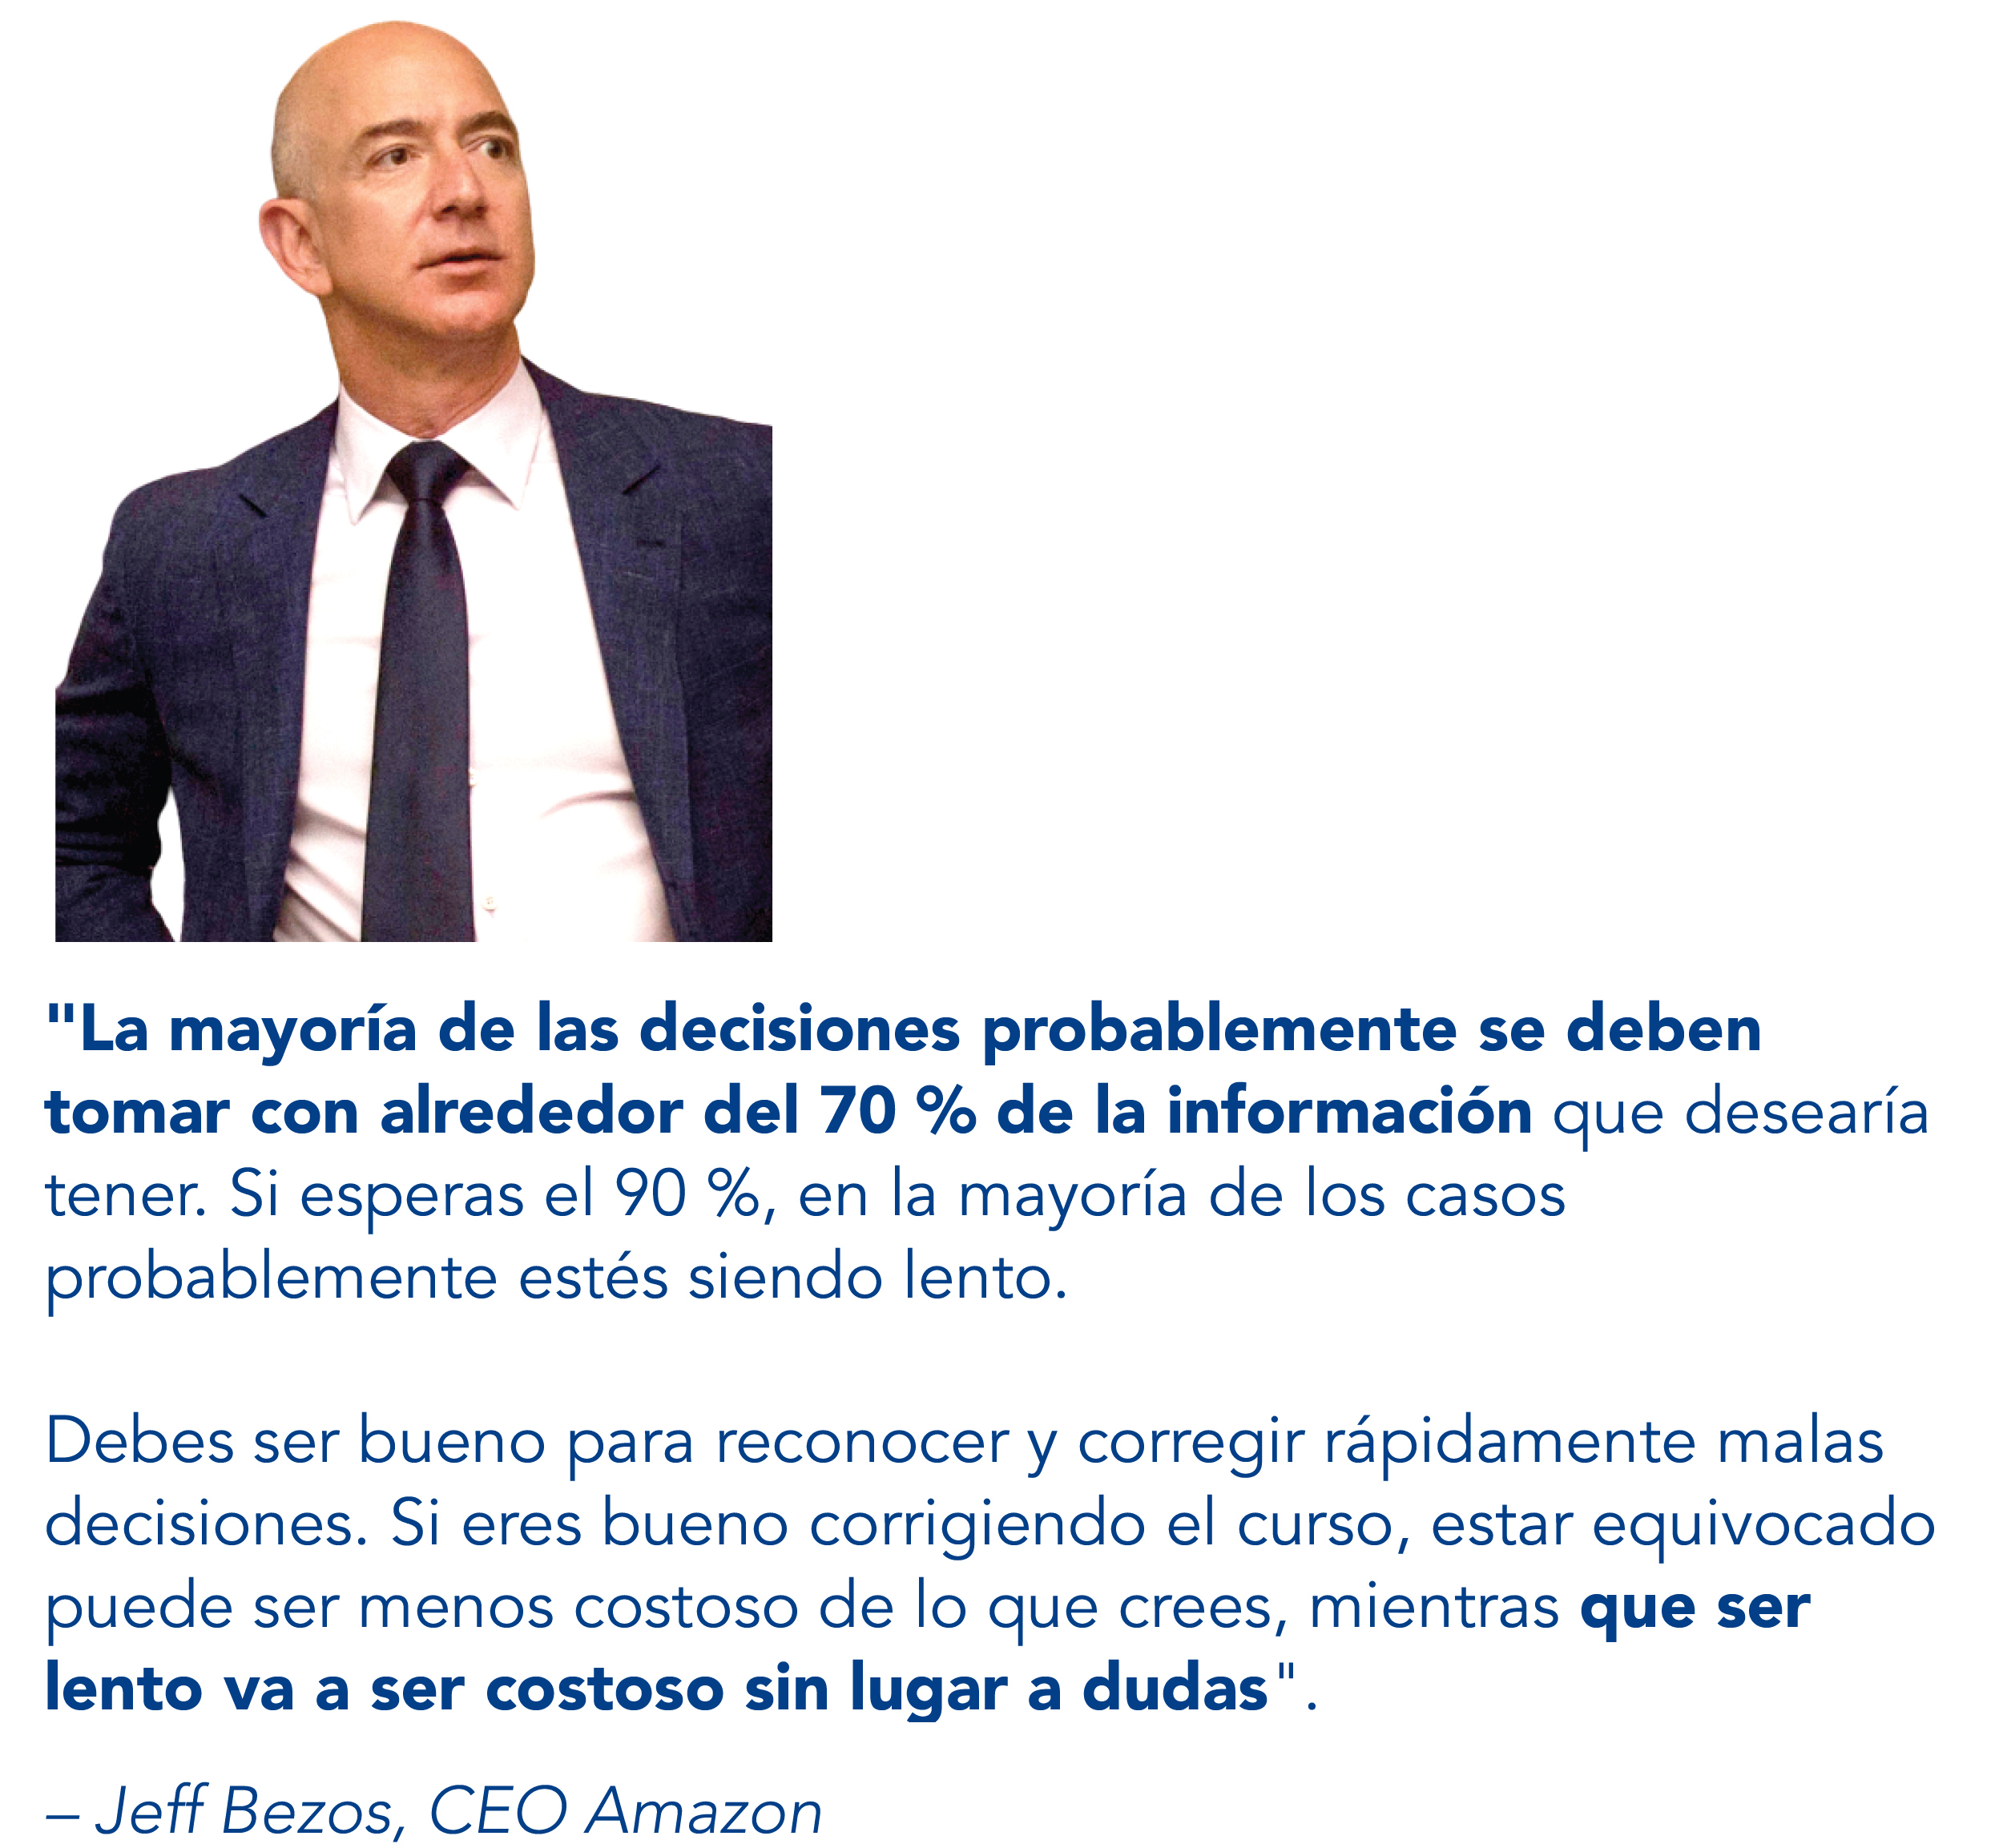 "La mayoría de las decisiones probablemente se deben
tomar con alrededor del 70 % de la información que desearía
tener. Si esperas el 90 %, en la mayoría de los casos
probablemente estés siendo lento.
Debes ser bueno para reconocer y corregir rápidamente malas
decisiones. Si eres bueno corrigiendo el curso, estar equivocado
puede ser menos costoso de lo que crees, mientras que ser
lento va a ser costoso sin lugar a dudas".
– Jeff Bezos, CEO Amazon